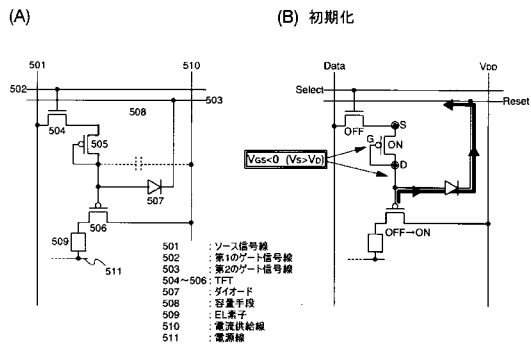 (A)
(B) 初期化
501
510
Data
VDD
502
503
Select
Reset
508
504
OFF
S
505
G
ON
VGS<0 (VS>VD)
D
507
506
OFF→ON
509
511
501 : ソース信号線
502 : 第1のゲート信号線
503 : 第2のゲート信号線
504~506 : TFT
507 : ダイオード
508 : 容量手段
509 : EL素子
510 : 電流供給線
511 : 電源線